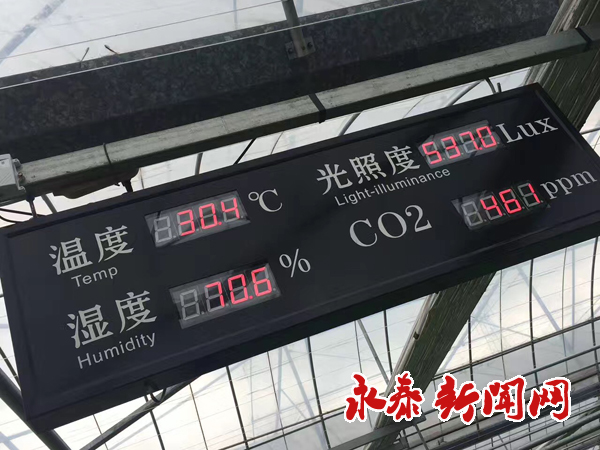 温度 30.4 ℃
Temp
湿度 70.6 %
Humidity
光照度 5370 Lux
Light-illuminance
CO2 461 ppm
永泰新闻网